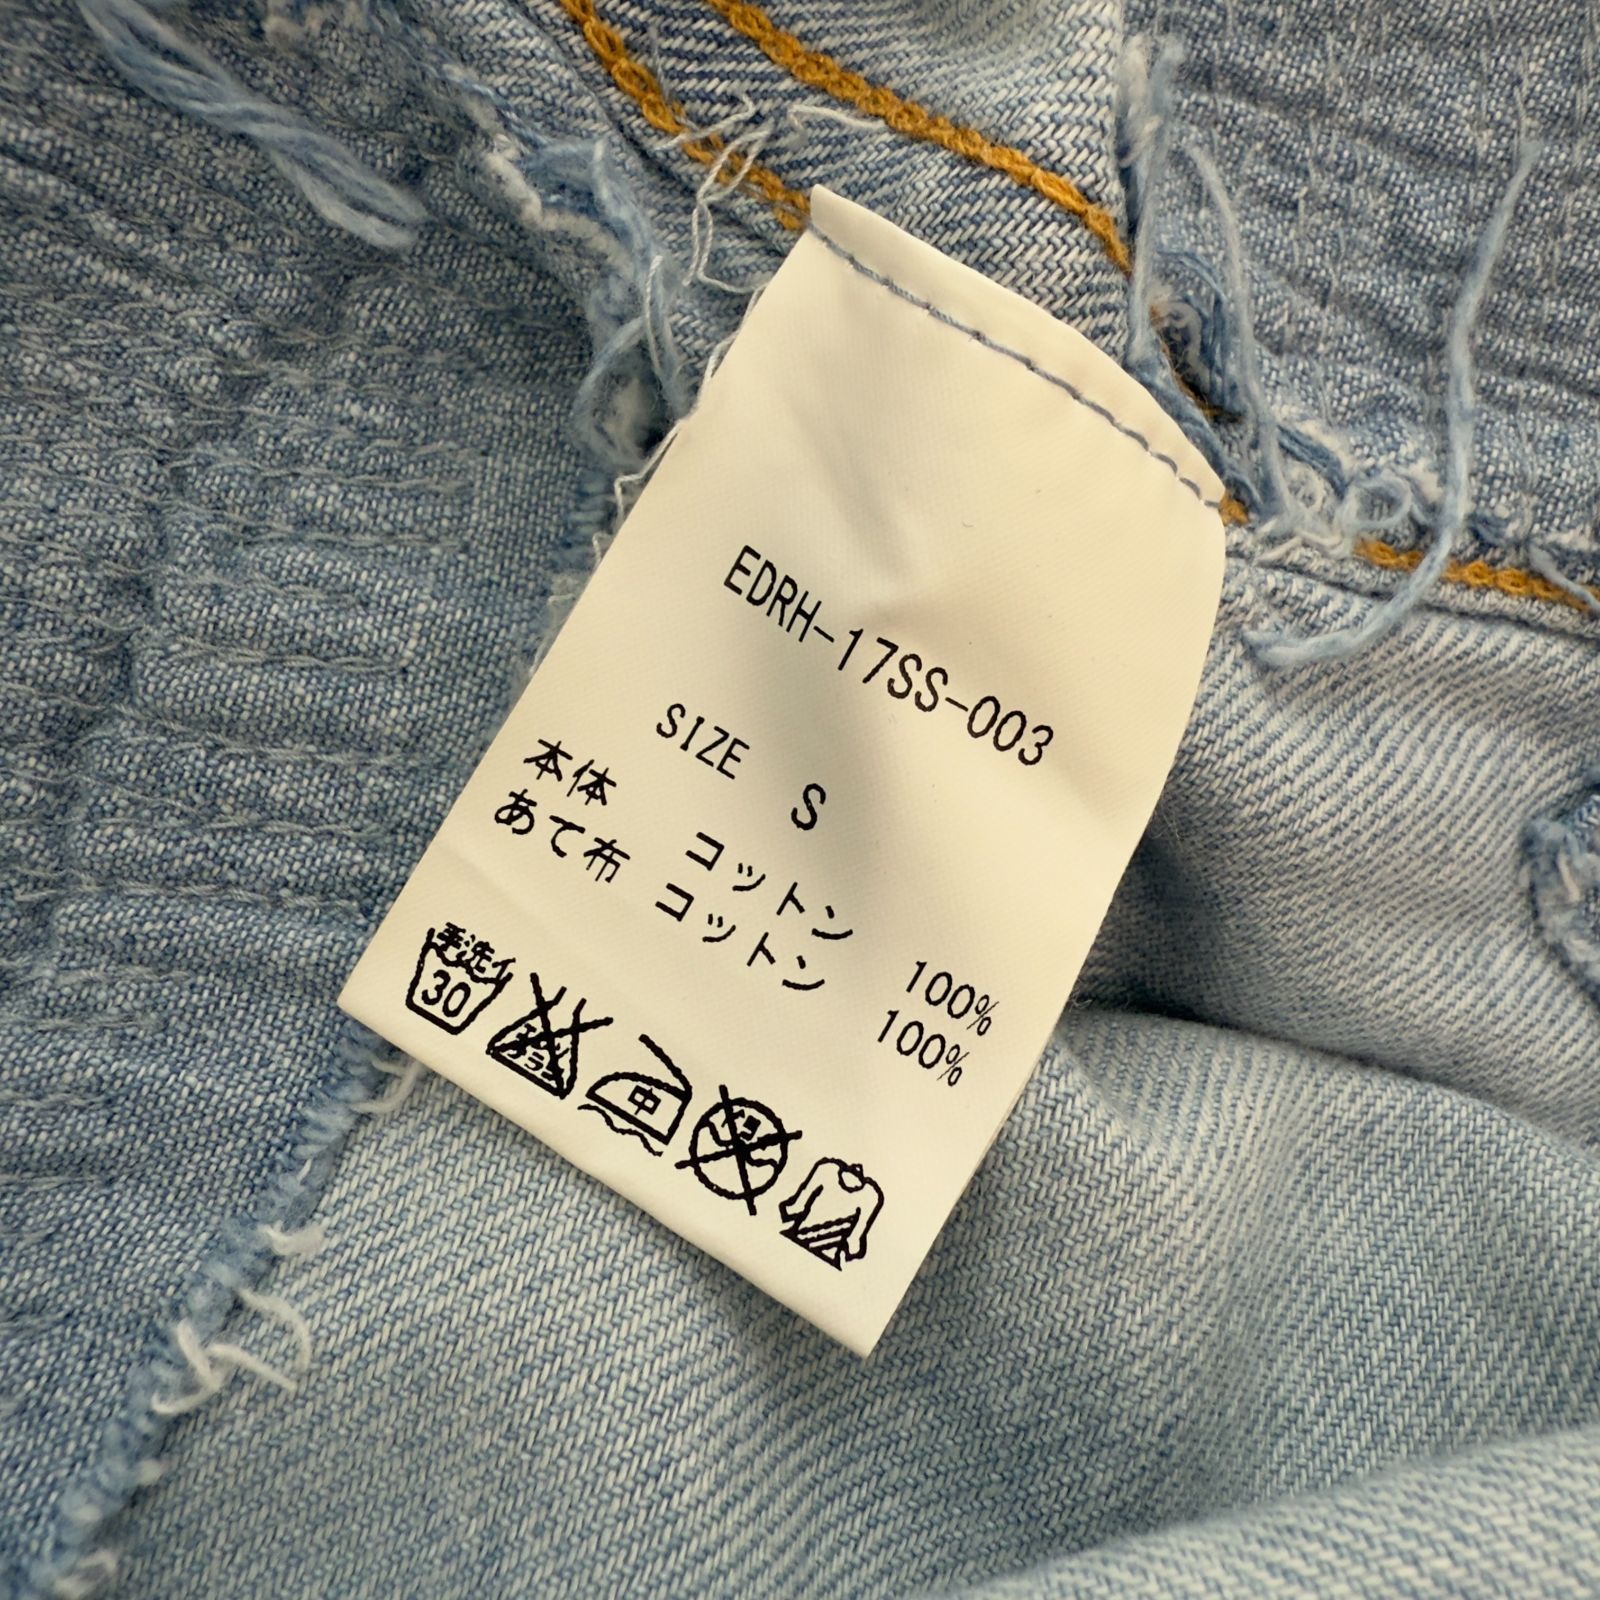 EDRH-17SS-003
SIZE S
本体 コットン 100%
あて布 コットン 100%
手洗イ
30
中